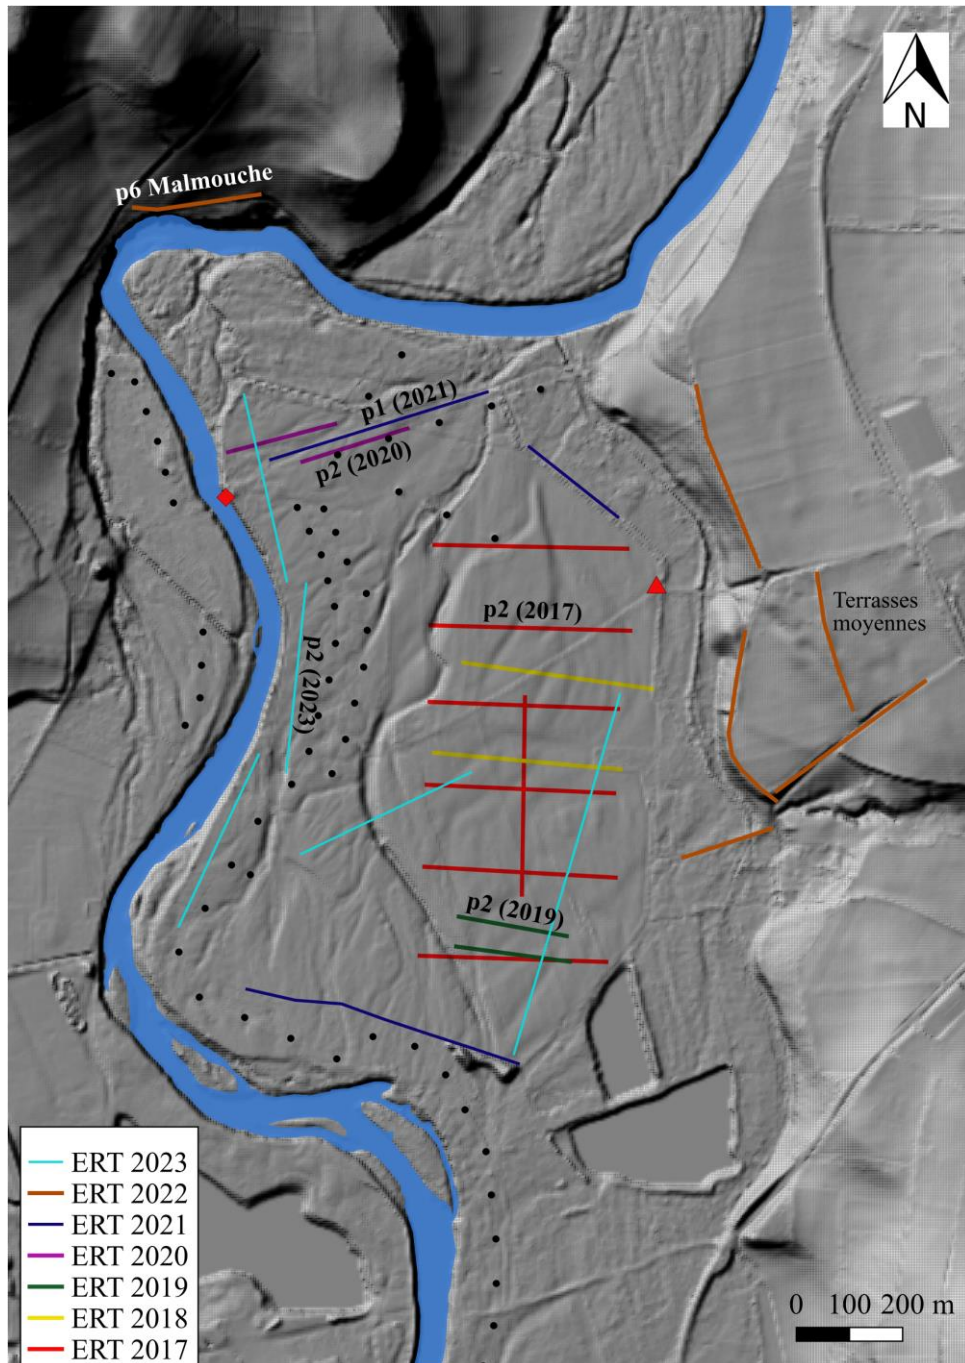 N
p6 Malmouche
p1 (2021)
p2 (2020)
p2 (2017)
Terrasses
moyennes
p2 (2023)
p2 (2019)
ERT 2023
ERT 2022
ERT 2021
ERT 2020
ERT 2019
ERT 2018
ERT 2017
0 100 200 m